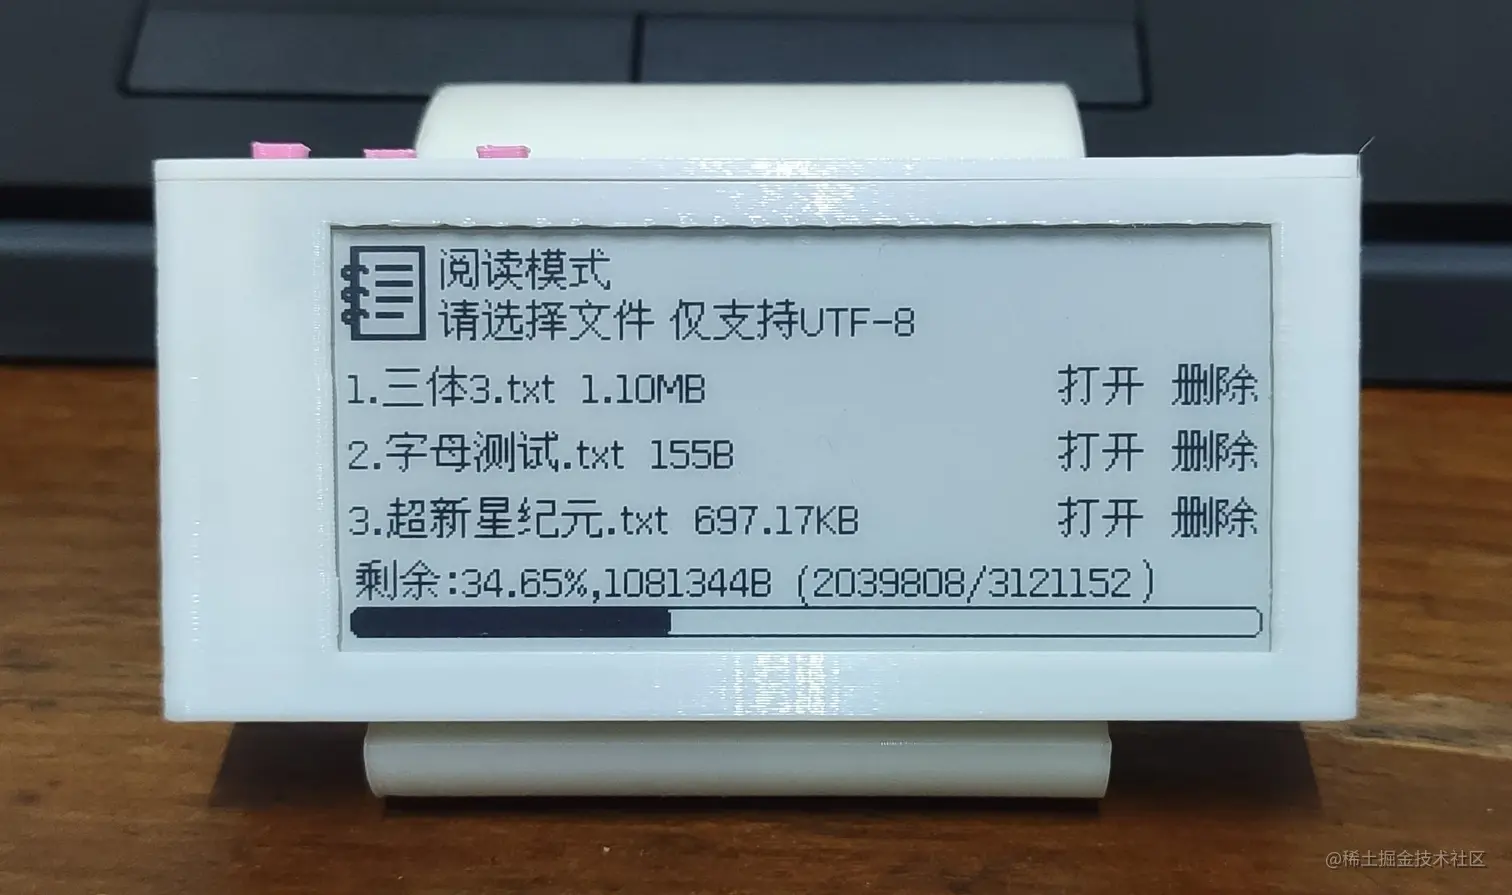 阅读模式
请选择文件 仅支持UTF-8
1.三体3.txt 1.10MB 打开 删除
2.字母测试.txt 155B 打开 删除
3.超新星纪元.txt 697.17KB 打开 删除
剩余:34.65%,1081344B (2039808/3121152)
@稀土掘金技术社区